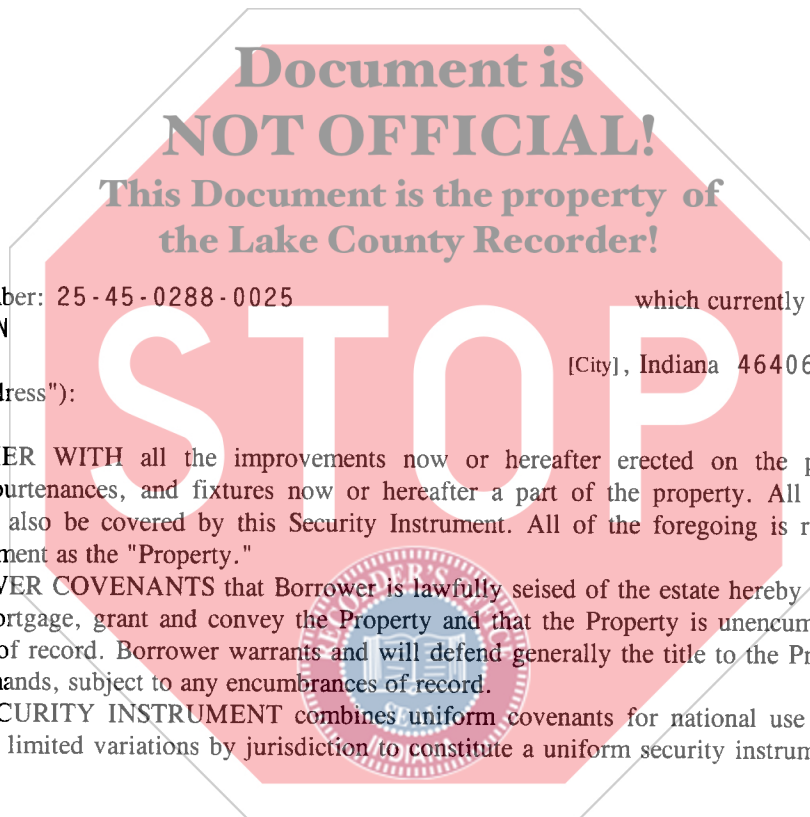 Document is
NOT OFFICIAL!
This Document is the property of
the Lake County Recorder!
ber: 25-45-0288-0025 which currently
N
[City], Indiana 46406
dress"):
STOP
ER WITH all the improvements now or hereafter erected on the p
urtenances, and fixtures now or hereafter a part of the property. All
also be covered by this Security Instrument. All of the foregoing is r
ment as the "Property."
VER COVENANTS that Borrower is lawfully seised of the estate hereby
ortgage, grant and convey the Property and that the Property is unencum
of record. Borrower warrants and will defend generally the title to the Pr
ands, subject to any encumbrances of record.
CURITY INSTRUMENT combines uniform covenants for national use
limited variations by jurisdiction to constitute a uniform security instrum
SEAL